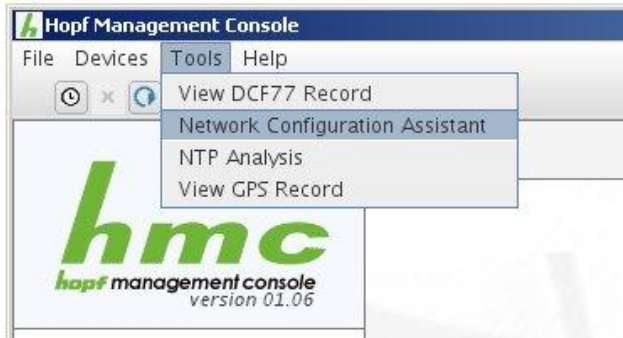 Hopf Management Console
File Devices Tools Help
View DCF77 Record
Network Configuration Assistant
NTP Analysis
View GPS Record
hmc
hopf management console
version 01.06